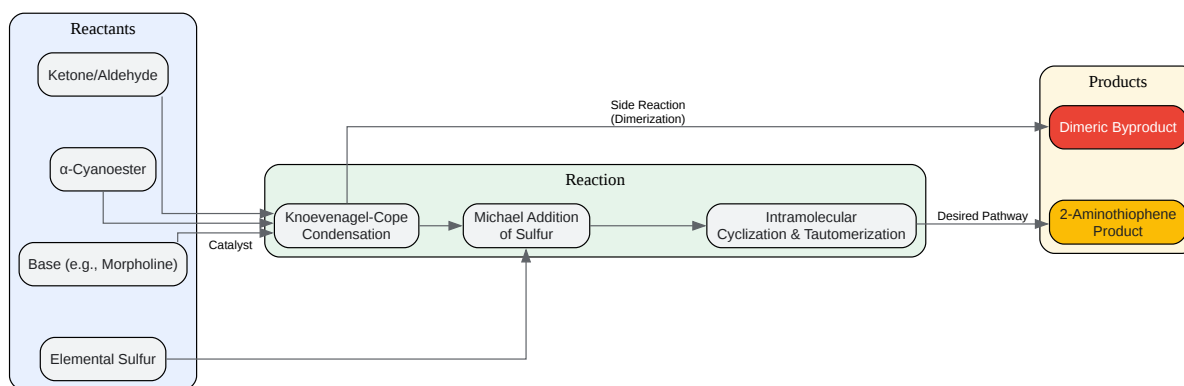 Reactants
Ketone/Aldehyde
α-Cyanoester
Base (e.g., Morpholine)
Elemental Sulfur
Catalyst
Reaction
Knoevenagel-Cope
Condensation
Michael Addition
of Sulfur
Intramolecular
Cyclization & Tautomerization
Side Reaction
(Dimerization)
Desired Pathway
Products
Dimeric Byproduct
2-Aminothiophene
Product